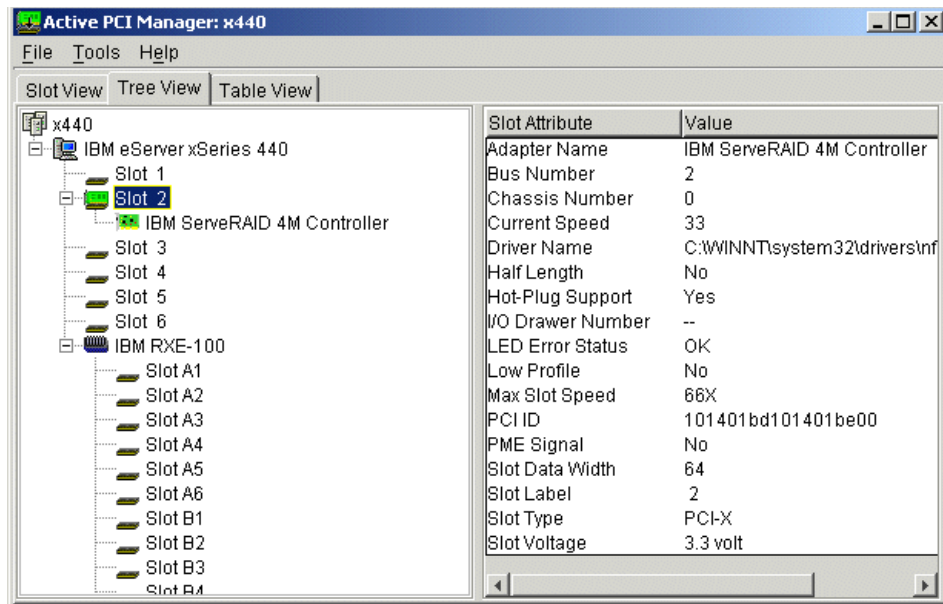 Active PCI Manager: x440
File Tools Help
Slot View Tree View Table View
x440
IBM eServer xSeries 440
Slot 1
Slot 2
IBM ServeRAID 4M Controller
Slot 3
Slot 4
Slot 5
Slot 6
IBM RXE-100
Slot A1
Slot A2
Slot A3
Slot A4
Slot A5
Slot A6
Slot B1
Slot B2
Slot B3
Slot B4
Slot Attribute Value
Adapter Name IBM ServeRAID 4M Controller
Bus Number 2
Chassis Number 0
Current Speed 33
Driver Name C:\WINNT\system32\drivers\nf
Half Length No
Hot-Plug Support Yes
I/O Drawer Number --
LED Error Status OK
Low Profile No
Max Slot Speed 66X
PCI ID 101401bd101401be00
PME Signal No
Slot Data Width 64
Slot Label 2
Slot Type PCI-X
Slot Voltage 3.3 volt